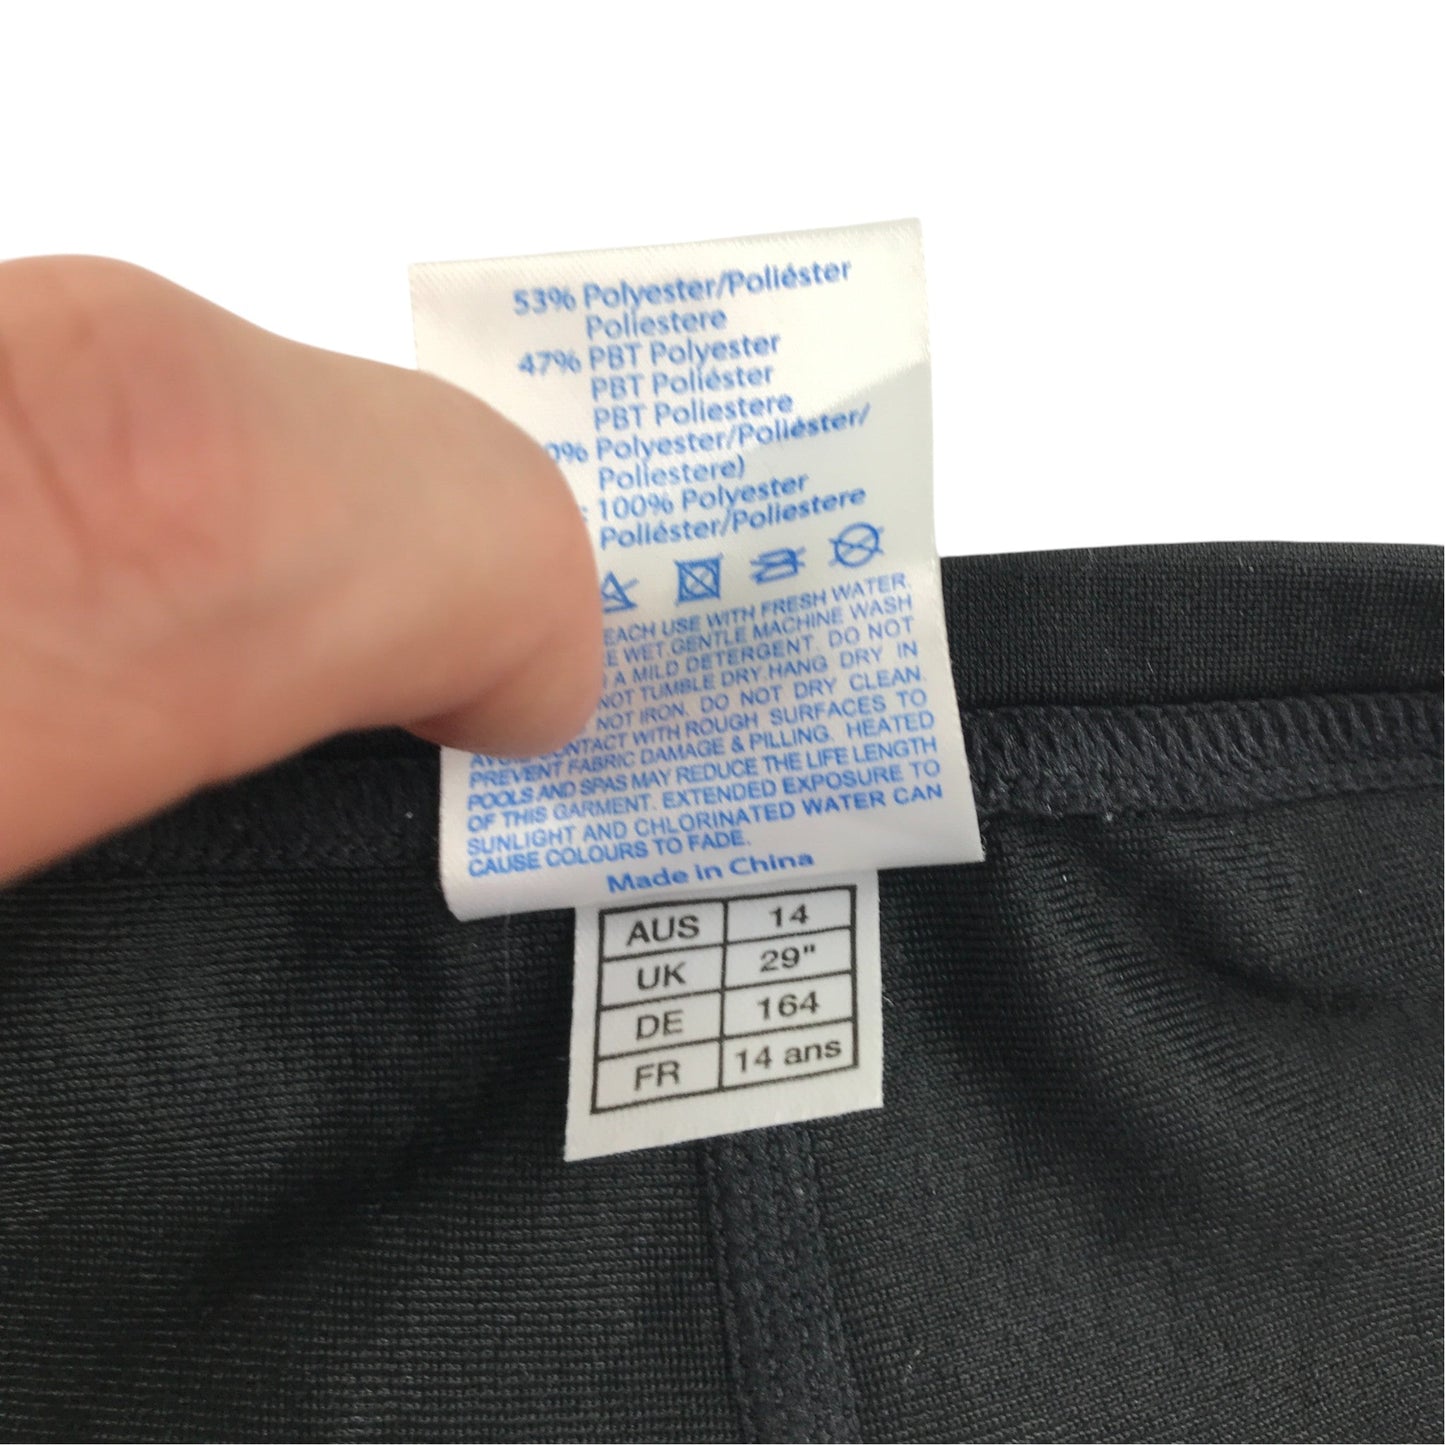 53% Polyester/Poliéster
Poliestere
47% PBT Polyester
PBT Poliéster
PBT Poliestere
Polyester/Poliéster/
Poliestere)
100% Polyester
Poliéster/Poliestere
EACH USE WITH FRESH WATER.
WET.GENTLE MACHINE WASH
A MILD DETERGENT. DO NOT
NOT TUMBLE DRY.HANG DRY IN
NOT IRON. DO NOT DRY CLEAN.
WITH ROUGH SURFACES TO
PREVENT FABRIC DAMAGE & PILLING. HEATED
POOLS AND SPAS MAY REDUCE THE LIFE LENGTH
OF THIS GARMENT. EXTENDED EXPOSURE TO
SUNLIGHT AND CHLORINATED WATER CAN
CAUSE COLOURS TO FADE.
Made in China
AUS 14
UK 29"
DE 164
FR 14 ans